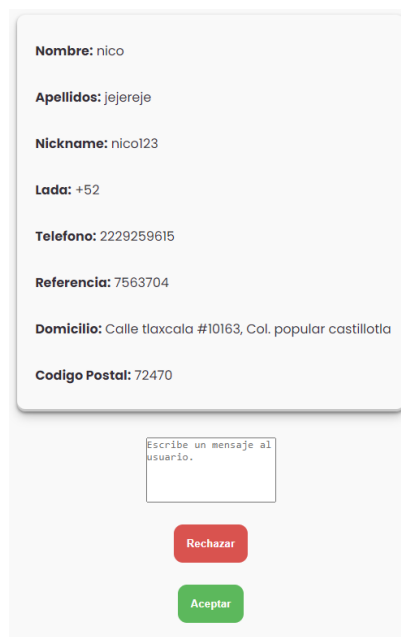 Nombre: nico
Apellidos: jejereje
Nickname: nico123
Lada: +52
Telefono: 2229259615
Referencia: 7563704
Domicilio: Calle tlaxcala #10163, Col. popular castillotla
Codigo Postal: 72470
Escribe un mensaje al
usuario.
Rechazar
Aceptar